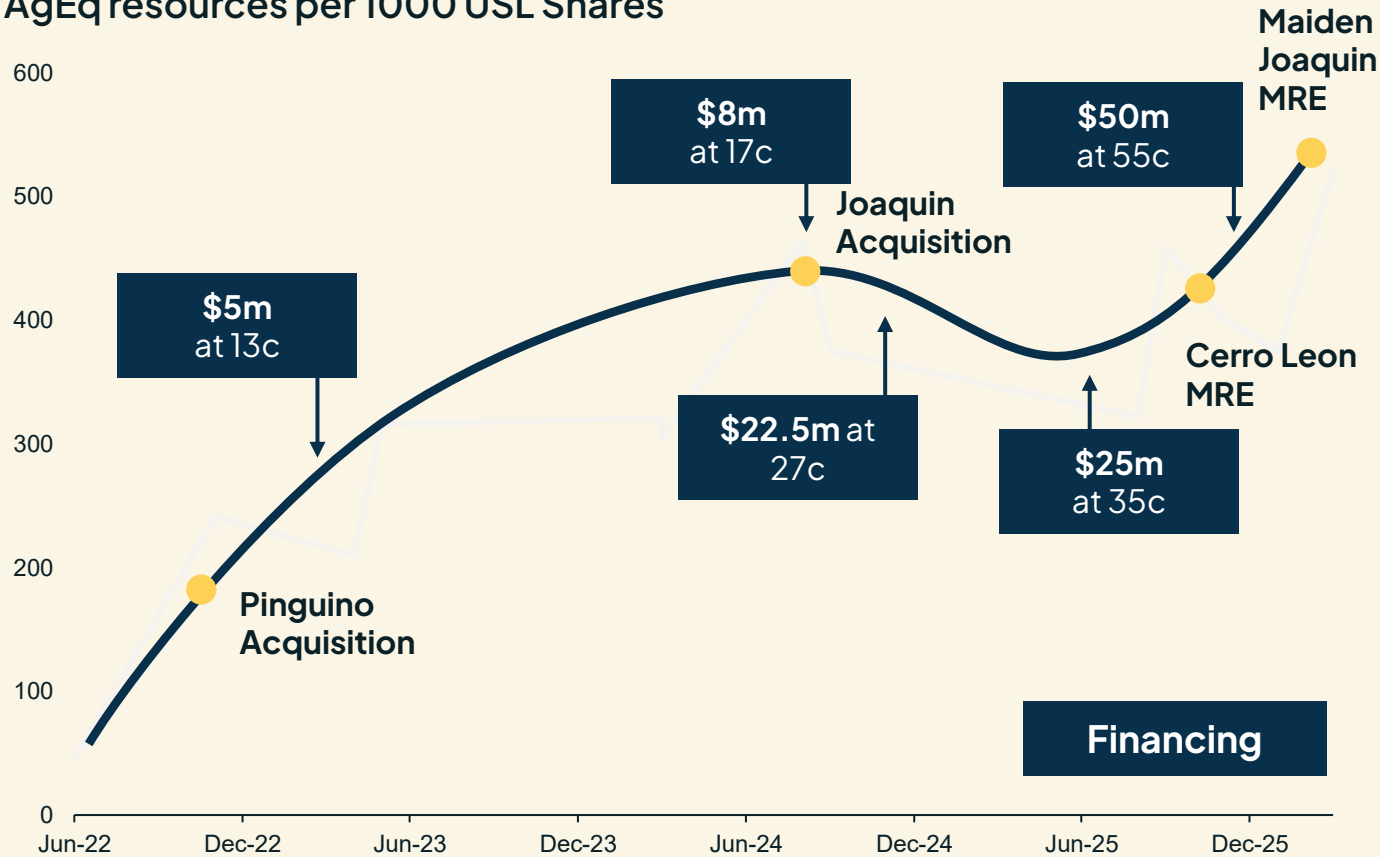 AgEq resources per 1000 USL Shares
Maiden
Joaquin
MRE
600
$8m
at 17c
$50m
at 55c
500
Joaquin
Acquisition
$5m
at 13c
400
Cerro Leon
MRE
$22.5m at
27c
300
$25m
at 35c
200
Pinguino
Acquisition
100
Financing
0
Jun-22
Dec-22
Jun-23
Dec-23
Jun-24
Dec-24
Jun-25
Dec-25